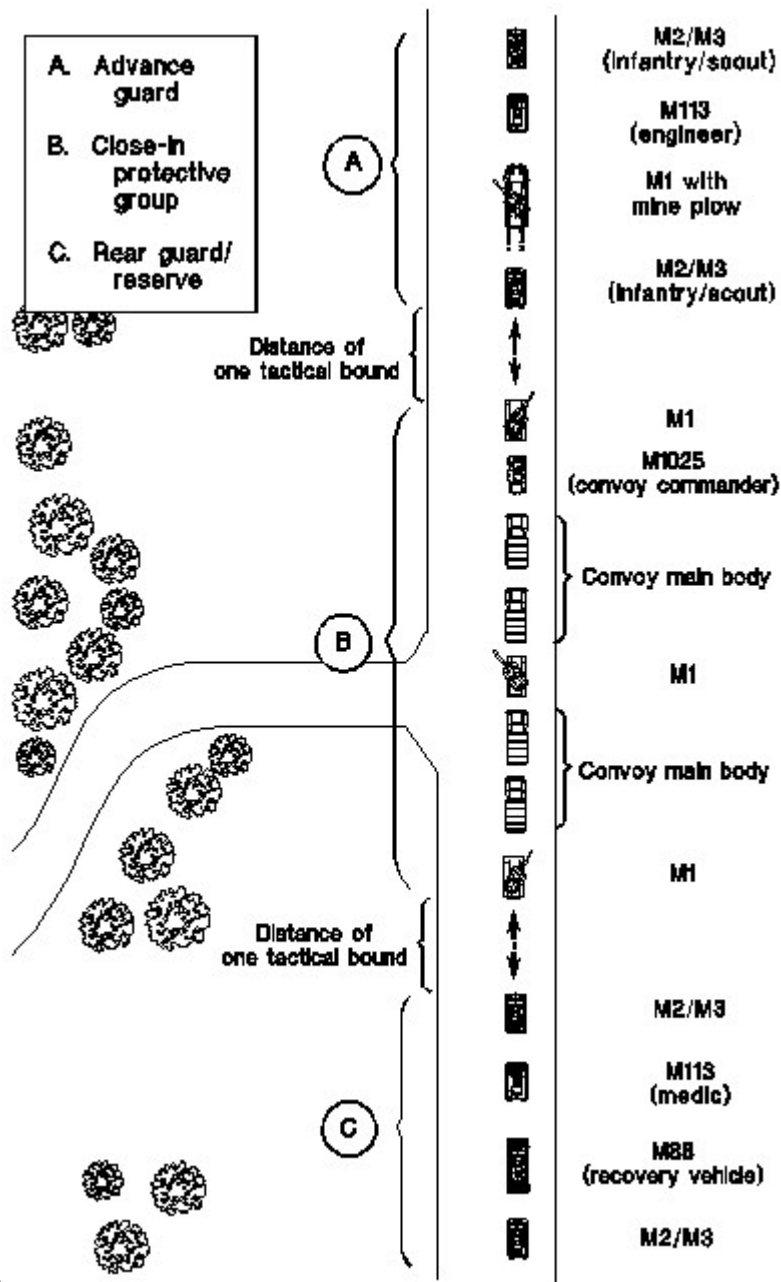 A. Advance
guard
B. Close-in
protective
group
C. Rear guard/
reserve
M2/M3
(infantry/scout)
M113
(engineer)
A
M1 with
mine plow
M2/M3
(infantry/scout)
Distance of
one tactical bound
M1
M1025
(convoy commander)
Convoy main body
B
M1
Convoy main body
M1
Distance of
one tactical bound
M2/M3
M113
(medic)
C
M88
(recovery vehicle)
M2/M3